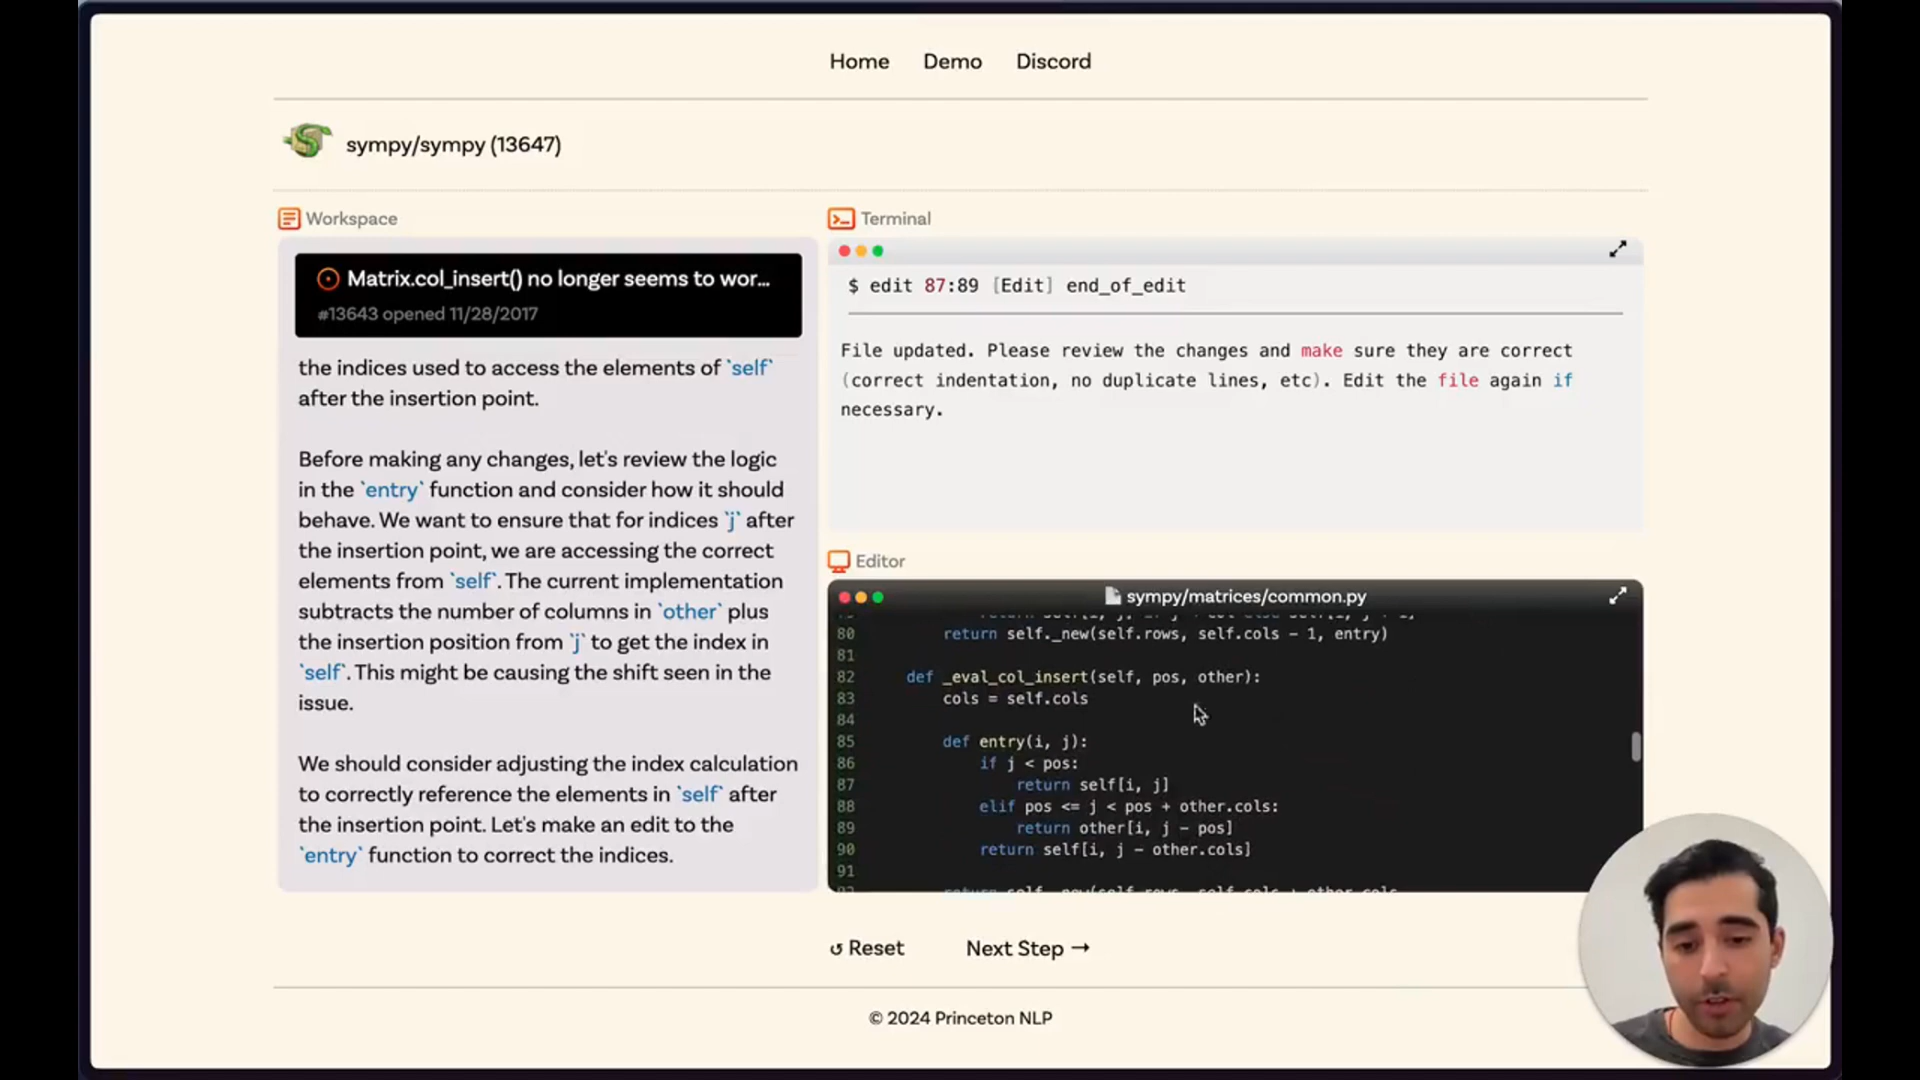 Home Demo Discord
sympy/sympy (13647)
Workspace
Matrix.col_insert() no longer seems to wor...
#13643 opened 11/28/2017
the indices used to access the elements of `self`
after the insertion point.
Before making any changes, let's review the logic
in the `entry` function and consider how it should
behave. We want to ensure that for indices `j` after
the insertion point, we are accessing the correct
elements from `self`. The current implementation
subtracts the number of columns in `other` plus
the insertion position from `j` to get the index in
`self`. This might be causing the shift seen in the
issue.
We should consider adjusting the index calculation
to correctly reference the elements in `self` after
the insertion point. Let's make an edit to the
`entry` function to correct the indices.
Terminal
$ edit 87:89 [Edit] end_of_edit
File updated. Please review the changes and make sure they are correct
(correct indentation, no duplicate lines, etc). Edit the file again if
necessary.
Editor
sympy/matrices/common.py
80 return self._new(self.rows, self.cols - 1, entry)
81
82 def _eval_col_insert(self, pos, other):
83 cols = self.cols
84
85 def entry(i, j):
86 if j < pos:
87 return self[i, j]
88 elif pos <= j < pos + other.cols:
89 return other[i, j - pos]
90 return self[i, j - other.cols]
91
return self._new(self.rows, self.cols + other.cols
↺ Reset Next Step →
© 2024 Princeton NLP